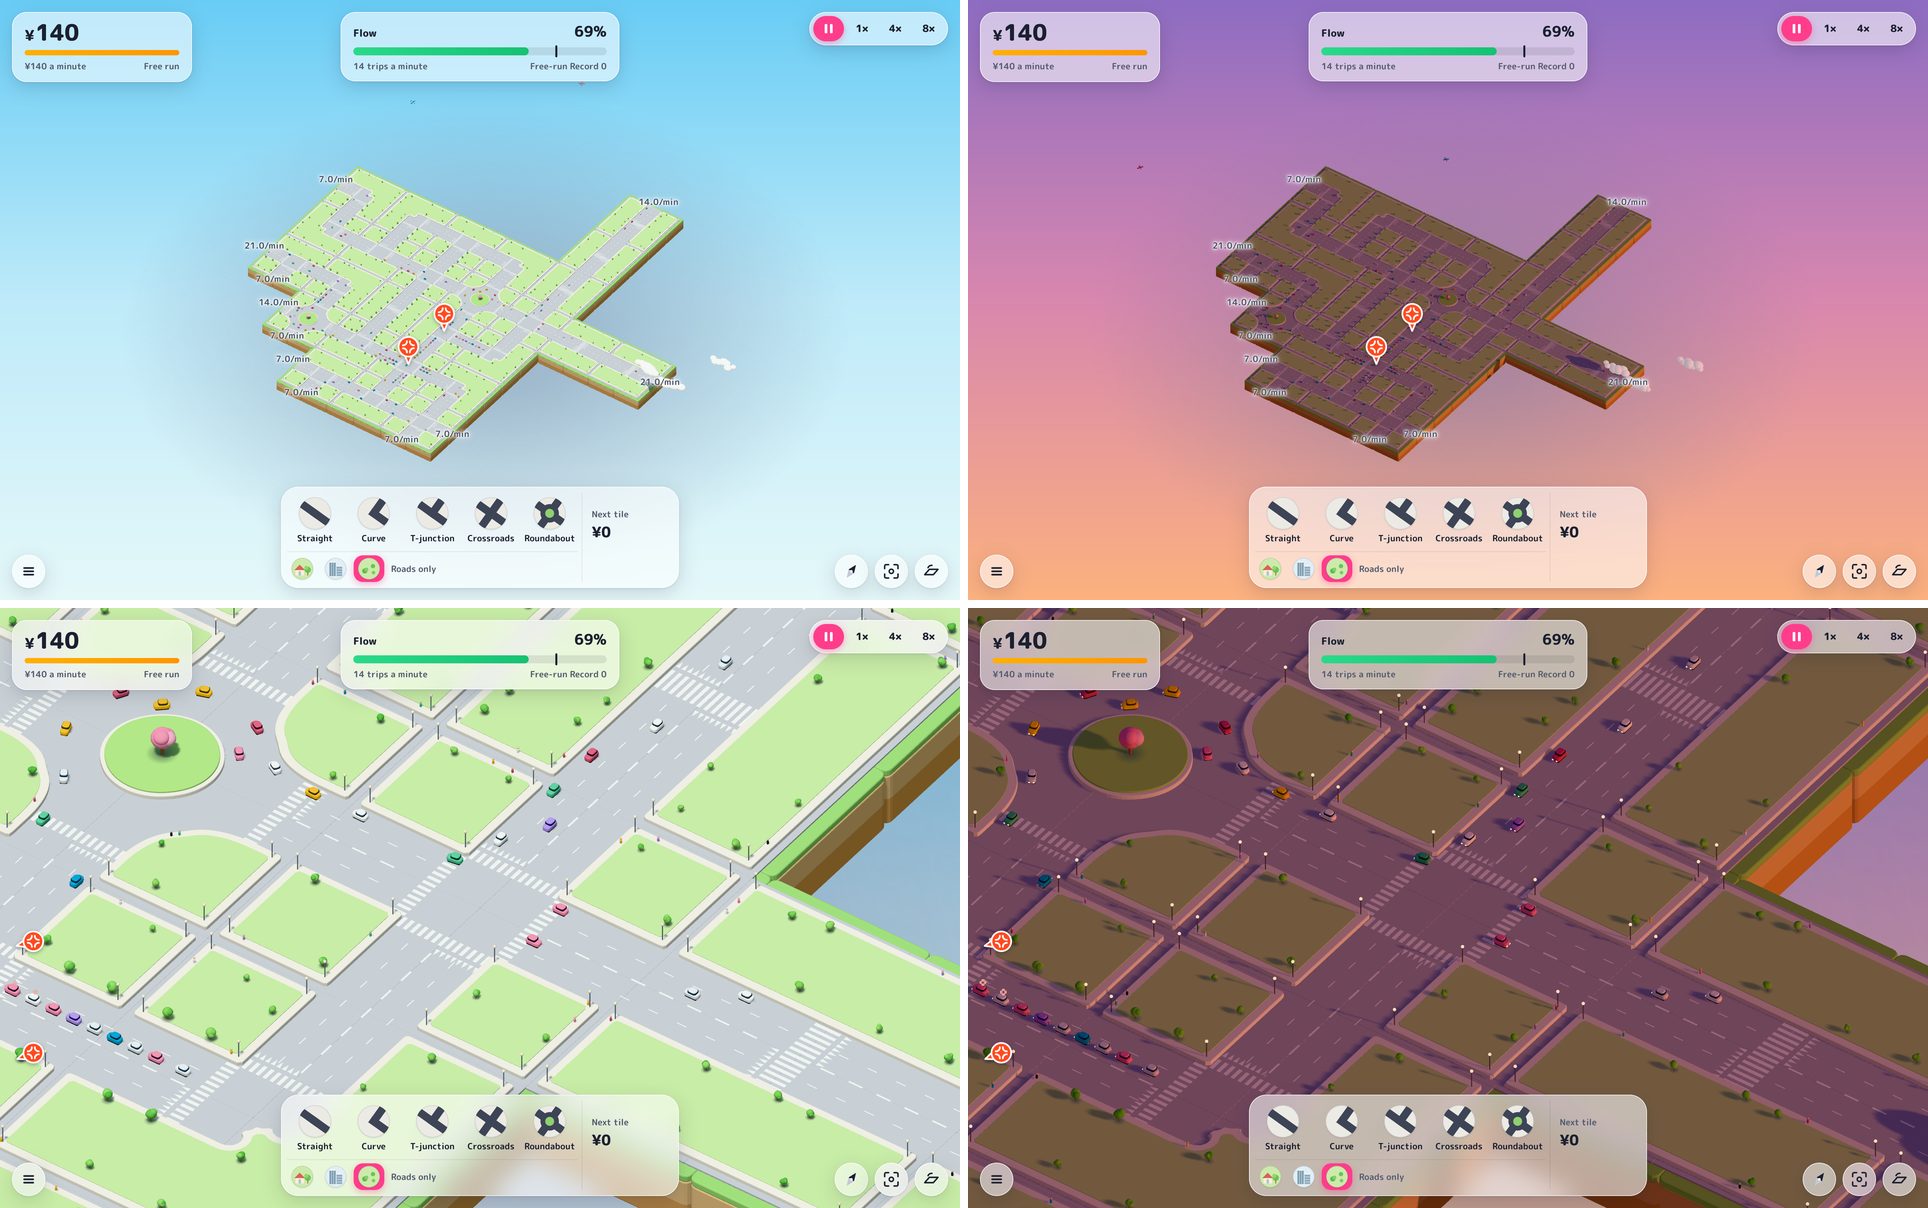 ¥140
¥140 a minute Free run
Flow 69%
14 trips a minute Free-run Record 0
1x 4x 8x
7.0/min
14.0/min
21.0/min
7.0/min
14.0/min
7.0/min
7.0/min
21.0/min
7.0/min
7.0/min
7.0/min
Straight Curve T-junction Crossroads Roundabout
Next tile
¥0
Roads only
¥140
¥140 a minute Free run
Flow 69%
14 trips a minute Free-run Record 0
1x 4x 8x
7.0/min
14.0/min
21.0/min
7.0/min
14.0/min
7.0/min
7.0/min
21.0/min
7.0/min
7.0/min
7.0/min
Straight Curve T-junction Crossroads Roundabout
Next tile
¥0
Roads only
¥140
¥140 a minute Free run
Flow 69%
14 trips a minute Free-run Record 0
1x 4x 8x
Straight Curve T-junction Crossroads Roundabout
Next tile
¥0
Roads only
¥140
¥140 a minute Free run
Flow 69%
14 trips a minute Free-run Record 0
1x 4x 8x
Straight Curve T-junction Crossroads Roundabout
Next tile
¥0
Roads only